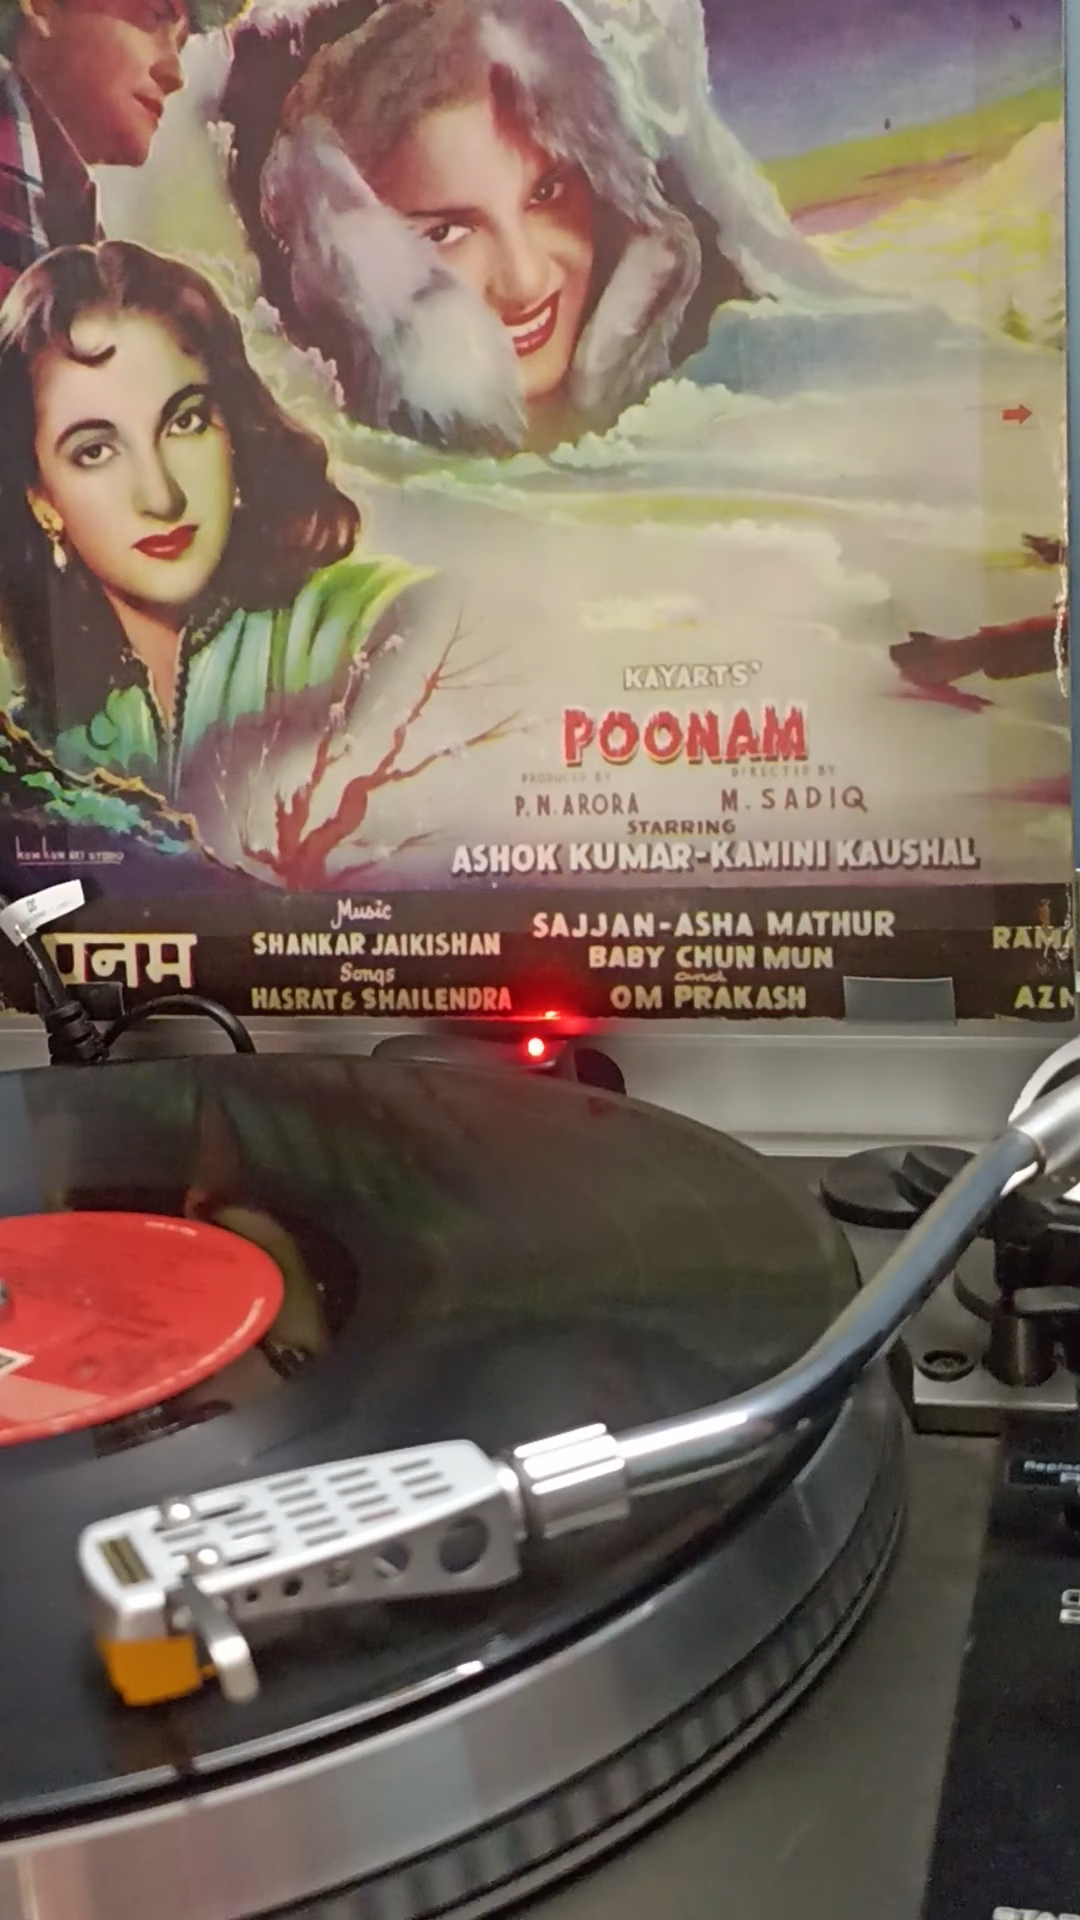 KAYARTS'
POONAM
PRODUCED BY DIRECTED BY
P.N.ARORA M.SADIQ
STARRING
ASHOK KUMAR-KAMINI KAUSHAL
Music
SHANKAR JAIKISHAN
Songs
HASRAT & SHAILENDRA
SAJJAN-ASHA MATHUR
BABY CHUN MUN
and
OM PRAKASH
पूनम